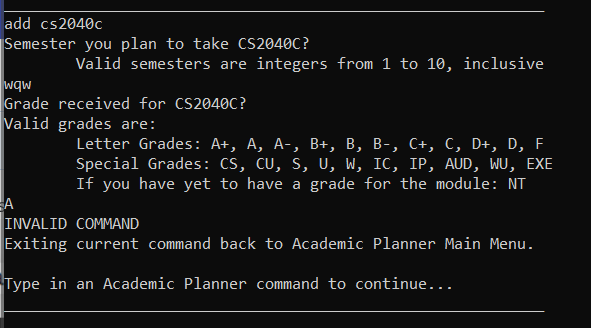 add cs2040c
Semester you plan to take CS2040C?
Valid semesters are integers from 1 to 10, inclusive
wqw
Grade received for CS2040C?
Valid grades are:
Letter Grades: A+, A, A-, B+, B, B-, C+, C, D+, D, F
Special Grades: CS, CU, S, U, W, IC, IP, AUD, WU, EXE
If you have yet to have a grade for the module: NT
A
INVALID COMMAND
Exiting current command back to Academic Planner Main Menu.
Type in an Academic Planner command to continue...